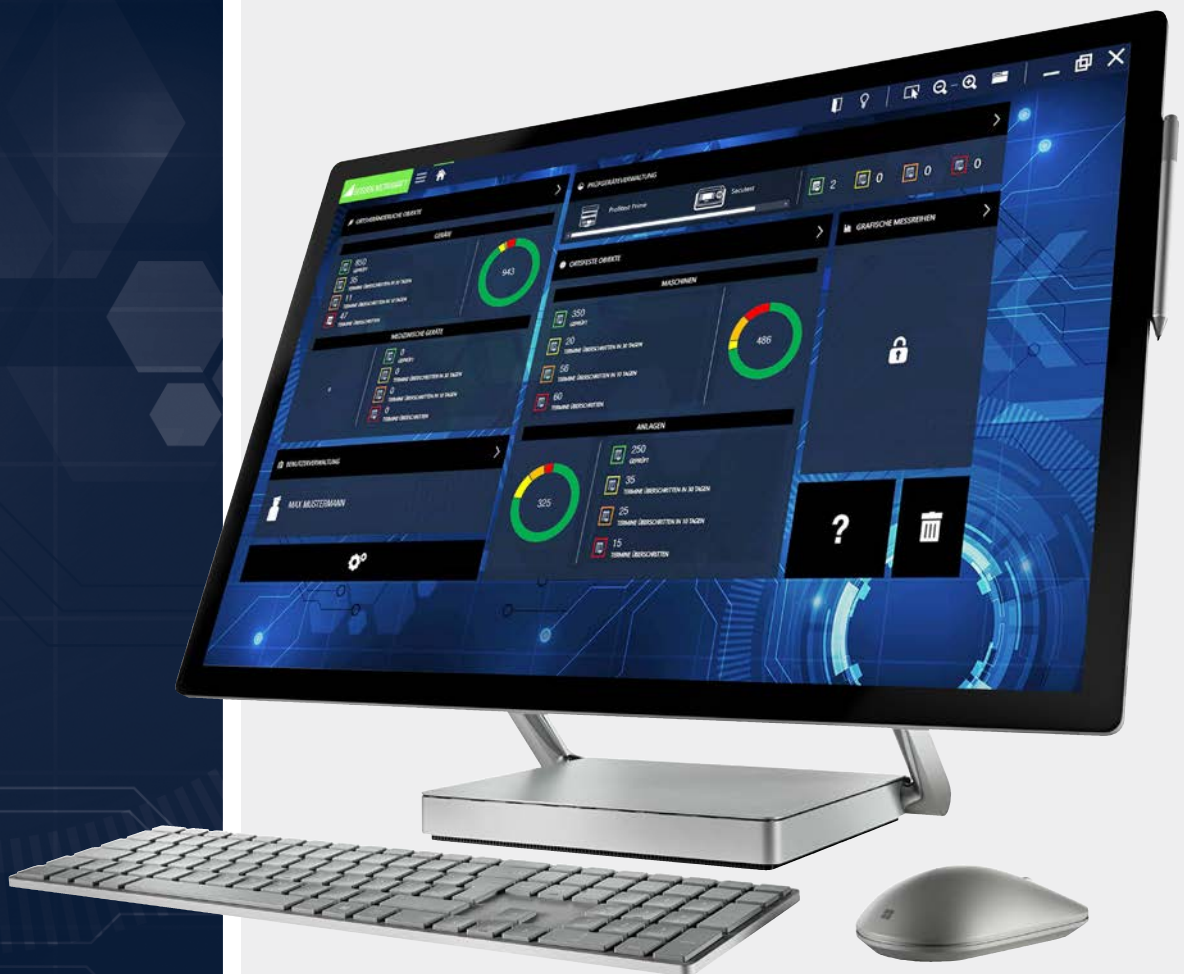 GOSSEN METRAWATT
ORTSVERÄNDERLICHE OBJEKTE
GERÄTE
850
GEPRÜFT
35
TERMINE ÜBERSCHRITTEN IN 30 TAGEN
11
TERMINE ÜBERSCHRITTEN IN 10 TAGEN
47
TERMINE ÜBERSCHRITTEN
943
MEDIZINISCHE GERÄTE
0
GEPRÜFT
0
TERMINE ÜBERSCHRITTEN IN 30 TAGEN
0
TERMINE ÜBERSCHRITTEN IN 10 TAGEN
0
TERMINE ÜBERSCHRITTEN
BENUTZERVERWALTUNG
MAX MUSTERMANN
PRÜFGERÄTEVERWALTUNG
Profitest Prime
Secutest
2
0
0
0
ORTSFESTE OBJEKTE
MASCHINEN
350
GEPRÜFT
20
TERMINE ÜBERSCHRITTEN IN 30 TAGEN
56
TERMINE ÜBERSCHRITTEN IN 10 TAGEN
60
TERMINE ÜBERSCHRITTEN
486
ANLAGEN
325
250
GEPRÜFT
35
TERMINE ÜBERSCHRITTEN IN 30 TAGEN
25
TERMINE ÜBERSCHRITTEN IN 10 TAGEN
15
TERMINE ÜBERSCHRITTEN
GRAFISCHE MESSREIHEN
?